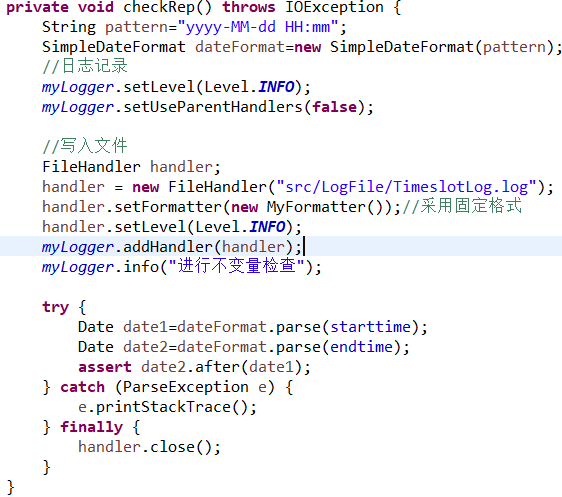 private void checkRep() throws IOException {
    String pattern="yyyy-MM-dd HH:mm";
    SimpleDateFormat dateFormat=new SimpleDateFormat(pattern);
    //日志记录
    myLogger.setLevel(Level.INFO);
    myLogger.setUseParentHandlers(false);

    //写入文件
    FileHandler handler;
    handler = new FileHandler("src/LogFile/TimeslotLog.log");
    handler.setFormatter(new MyFormatter());//采用固定格式
    handler.setLevel(Level.INFO);
    myLogger.addHandler(handler);
    myLogger.info("进行不变量检查");

    try {
        Date date1=dateFormat.parse(starttime);
        Date date2=dateFormat.parse(endtime);
        assert date2.after(date1);
    } catch (ParseException e) {
        e.printStackTrace();
    } finally {
        handler.close();
    }
}